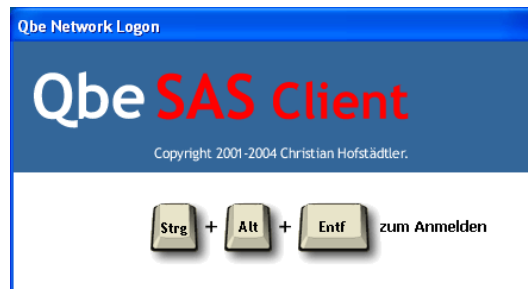 Qbe Network Logon
Qbe SAS Client
Copyright 2001-2004 Christian Hofstädtler.
Strg + Alt + Entf zum Anmelden